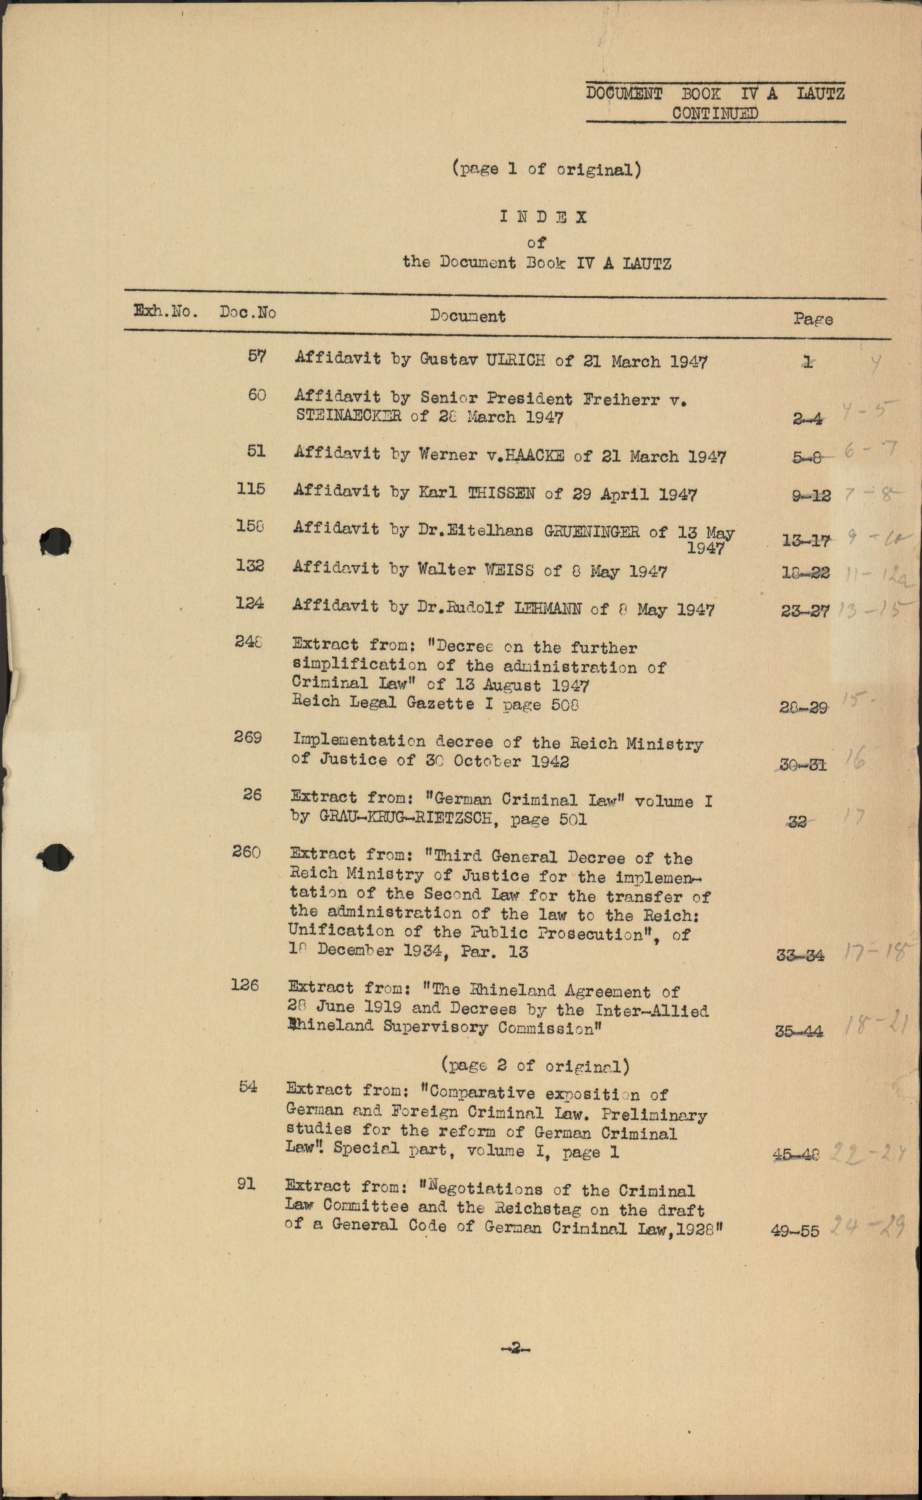 DOCUMENT BOOK IV A LAUTZ
CONTINUED
(page 1 of original)
I N D E X
of
the Document Book IV A LAUTZ
Exh.No. Doc.No Document Page
57 Affidavit by Gustav ULRICH of 21 March 1947 1 4
60 Affidavit by Senior President Freiherr v.
STEINAECKER of 28 March 1947 2-4 4-5
51 Affidavit by Werner v.HAACKE of 21 March 1947 5-8 6-7
115 Affidavit by Karl THISSEN of 29 April 1947 9-12 7-8
158 Affidavit by Dr.Eitelhans GRUENINGER of 13 May
1947 13-17 9-10
132 Affidavit by Walter WEISS of 8 May 1947 18-22 11-12a
124 Affidavit by Dr.Rudolf LEHMANN of 8 May 1947 23-27 13-15
248 Extract from: "Decree on the further
simplification of the administration of
Criminal Law" of 13 August 1947
Reich Legal Gazette I page 508 28-29 15-
269 Implementation decree of the Reich Ministry
of Justice of 30 October 1942 30-31 16
26 Extract from: "German Criminal Law" volume I
by GRAU-KRUG-RIETZSCH, page 501 32 17
260 Extract from: "Third General Decree of the
Reich Ministry of Justice for the implemen-
tation of the Second Law for the transfer of
the administration of the law to the Reich:
Unification of the Public Prosecution", of
18 December 1934, Par. 13 33-34 17-18
126 Extract from: "The Rhineland Agreement of
28 June 1919 and Decrees by the Inter-Allied
Rhineland Supervisory Commission" 35-44 18-21
(page 2 of original)
54 Extract from: "Comparative exposition of
German and Foreign Criminal Law. Preliminary
studies for the reform of German Criminal
Law". Special part, volume I, page 1 45-48 22-24
91 Extract from: "Negotiations of the Criminal
Law Committee and the Reichstag on the draft
of a General Code of German Criminal Law,1928" 49-55 24-29
-2-